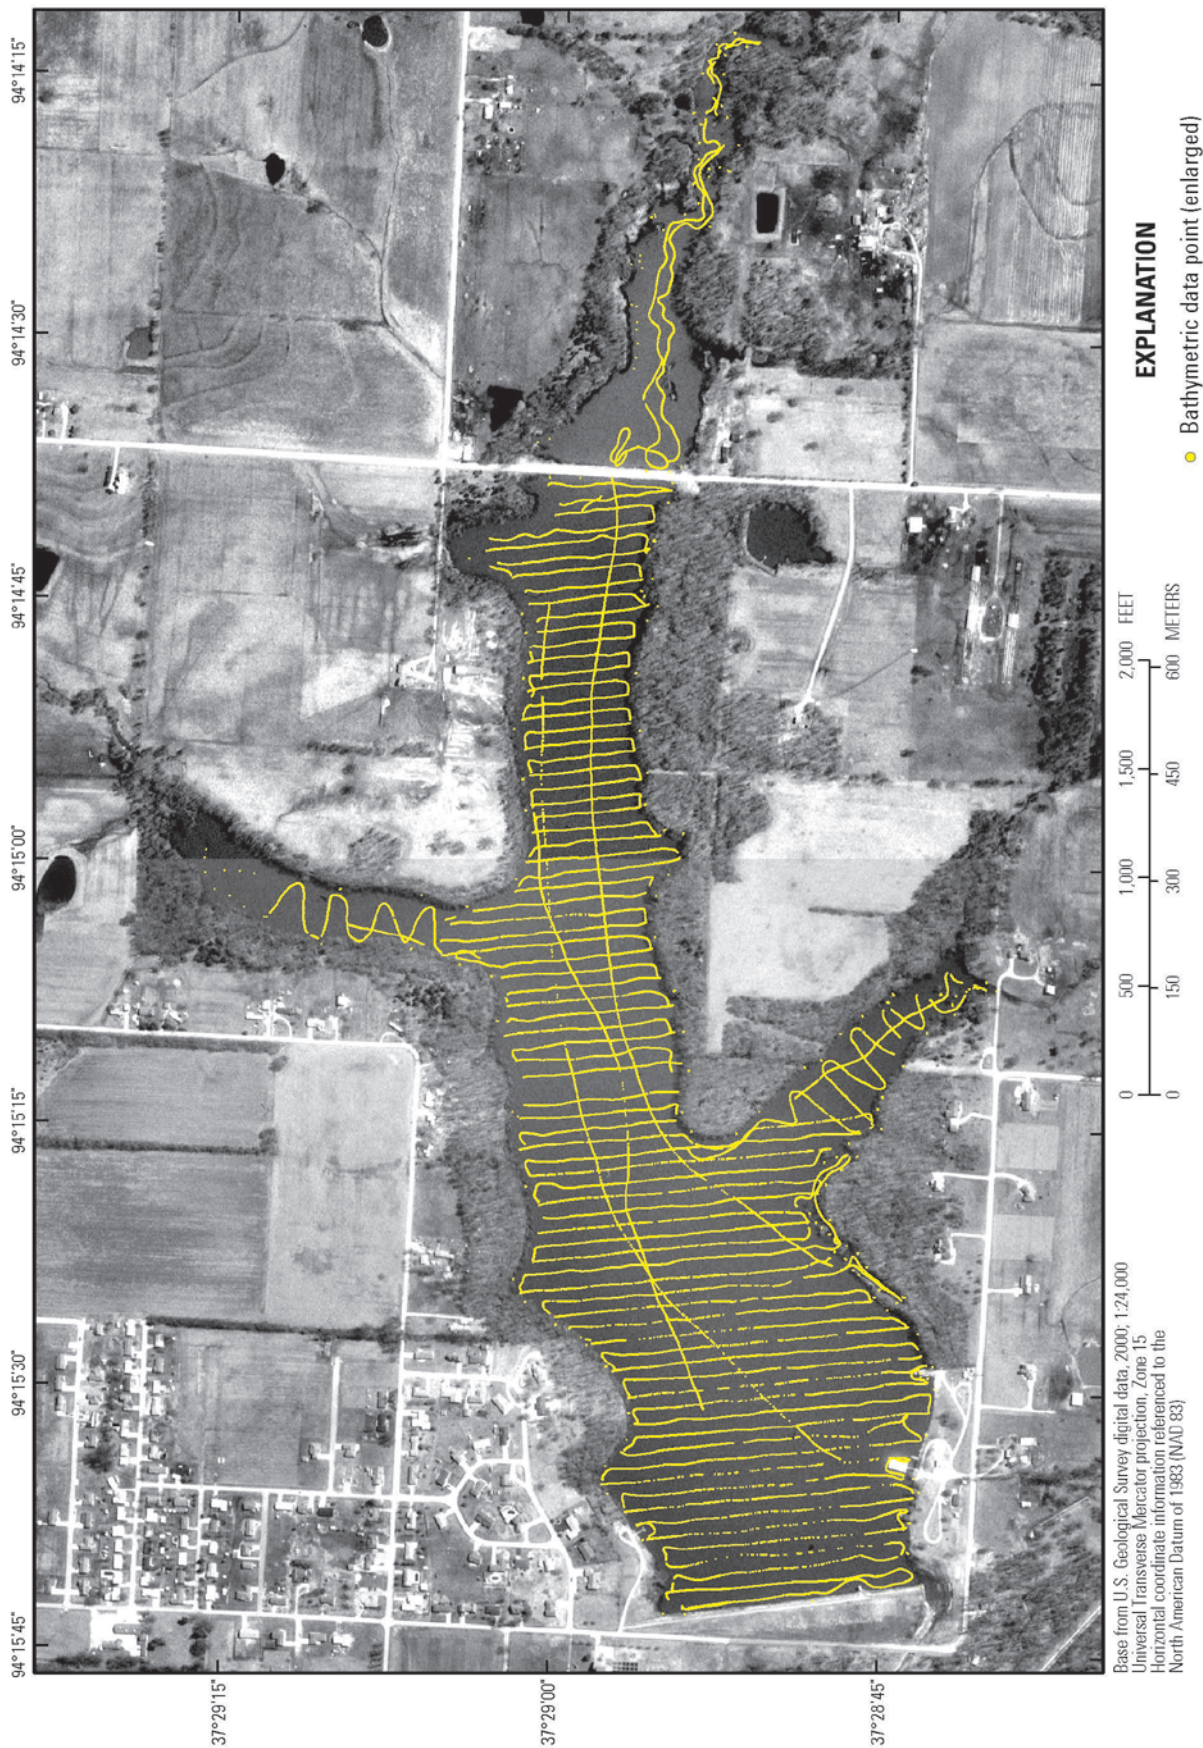 94°15'45"
94°15'30"
94°15'15"
94°15'00"
94°14'45"
94°14'30"
94°14'15"
37°29'15"
37°29'00"
37°28'45"
Base from U.S. Geological Survey digital data, 2000; 1:24,000
Universal Transverse Mercator projection, Zone 15
Horizontal coordinate information referenced to the
North American Datum of 1983 (NAD 83)
0 500 1,000 1,500 2,000 FEET
0 150 300 450 600 METERS
EXPLANATION
Bathymetric data point (enlarged)